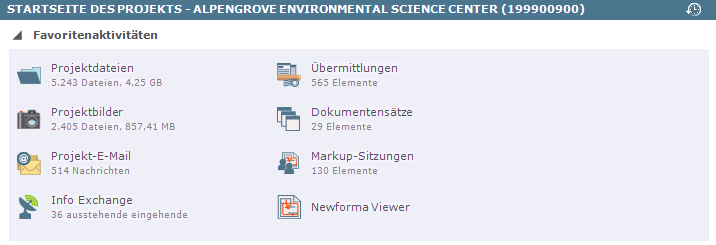 STARTSEITE DES PROJEKTS - ALPENGROVE ENVIRONMENTAL SCIENCE CENTER (199900900)
Favoritenaktivitäten
Projektdateien
5.243 Dateien, 4,25 GB
Projektbilder
2.405 Dateien, 857,41 MB
Projekt-E-Mail
514 Nachrichten
Info Exchange
36 ausstehende eingehende
Übermittlungen
565 Elemente
Dokumentensätze
29 Elemente
Markup-Sitzungen
130 Elemente
Newforma Viewer